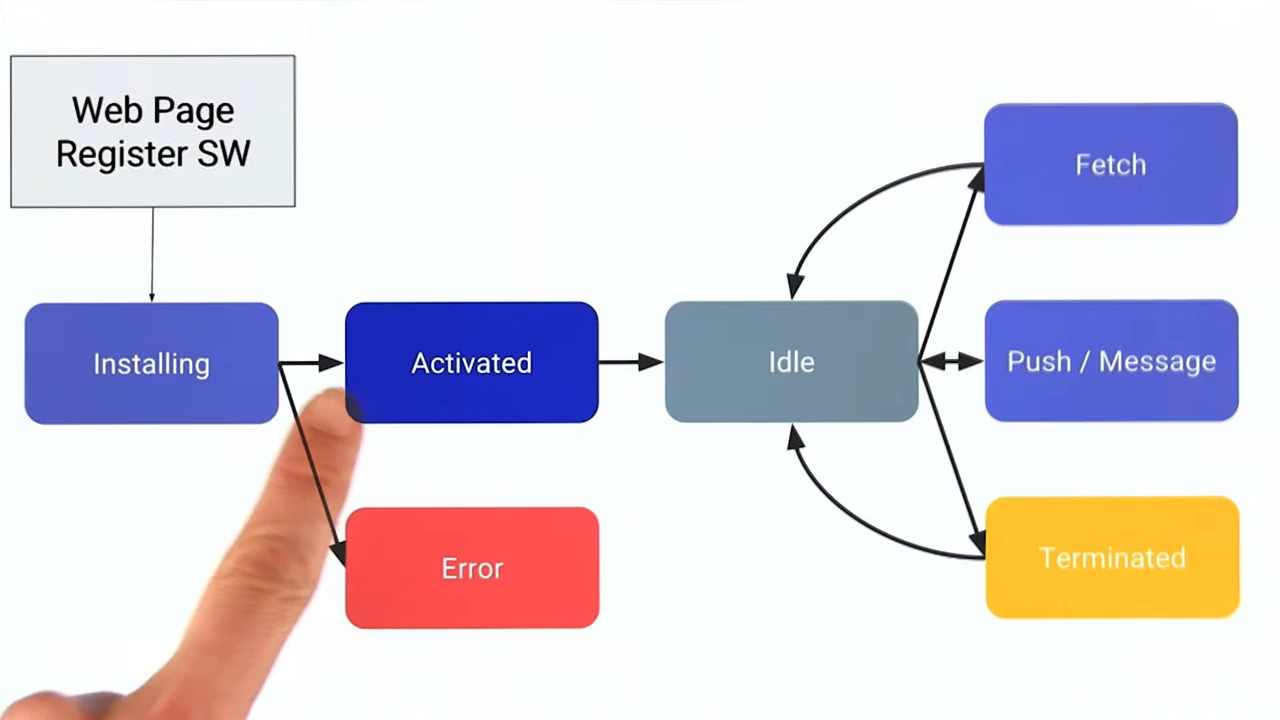 Web Page
Register SW
Installing
Activated
Idle
Fetch
Push / Message
Error
Terminated